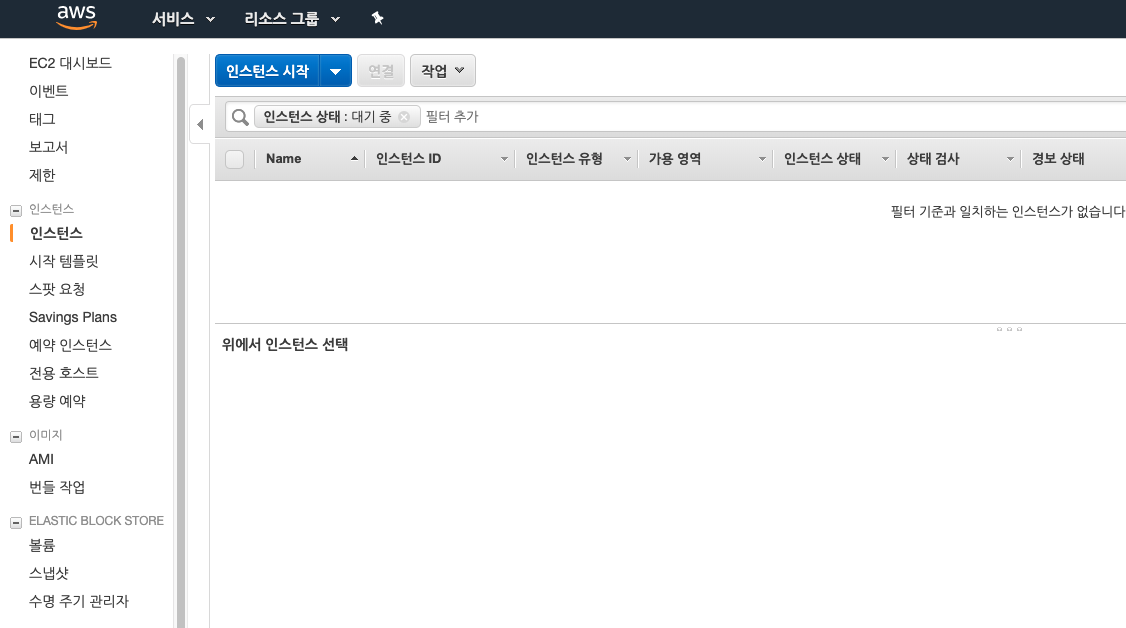 aws 서비스 리소스 그룹
EC2 대시보드
이벤트
태그
보고서
제한
인스턴스
인스턴스
시작 템플릿
스팟 요청
Savings Plans
예약 인스턴스
전용 호스트
용량 예약
이미지
AMI
번들 작업
ELASTIC BLOCK STORE
볼륨
스냅샷
수명 주기 관리자
인스턴스 시작 연결 작업
인스턴스 상태 : 대기 중 필터 추가
Name 인스턴스 ID 인스턴스 유형 가용 영역 인스턴스 상태 상태 검사 경보 상태
필터 기준과 일치하는 인스턴스가 없습니다
위에서 인스턴스 선택